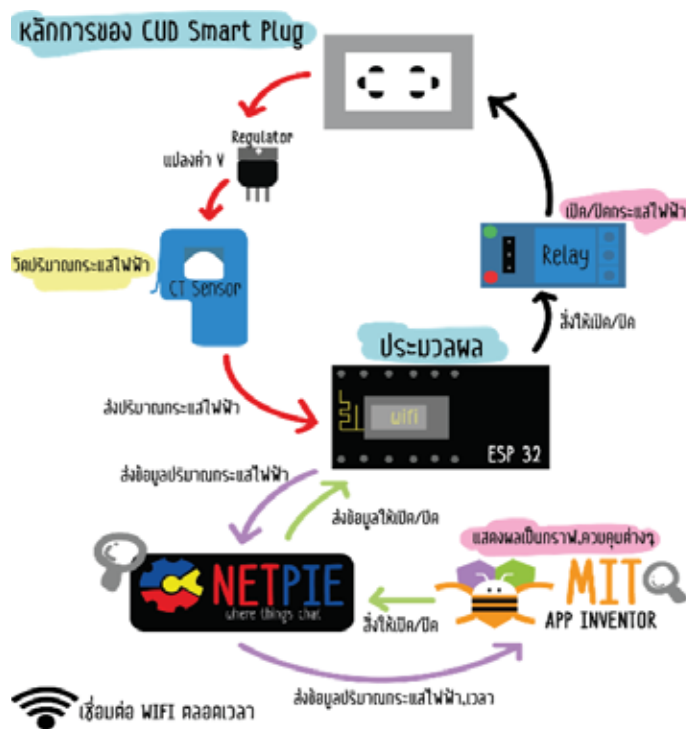 หลักการของ CUD Smart Plug
Regulator
แปลงค่า V
เปิด/ปิดกระแสไฟฟ้า
วัดปริมาณกระแสไฟฟ้า
Relay
CT Sensor
สั่งให้เปิด/ปิด
ประมวลผล
wifi
ส่งปริมาณกระแสไฟฟ้า
ESP 32
ส่งข้อมูลปริมาณกระแสไฟฟ้า
ส่งข้อมูลให้เปิด/ปิด
แสดงผลเป็นกราฟ,ควบคุมต่างๆ
NETPIE
where things chat
MIT
APP INVENTOR
สั่งให้เปิด/ปิด
ส่งข้อมูลปริมาณกระแสไฟฟ้า,เวลา
เชื่อมต่อ WIFI ตลอดเวลา